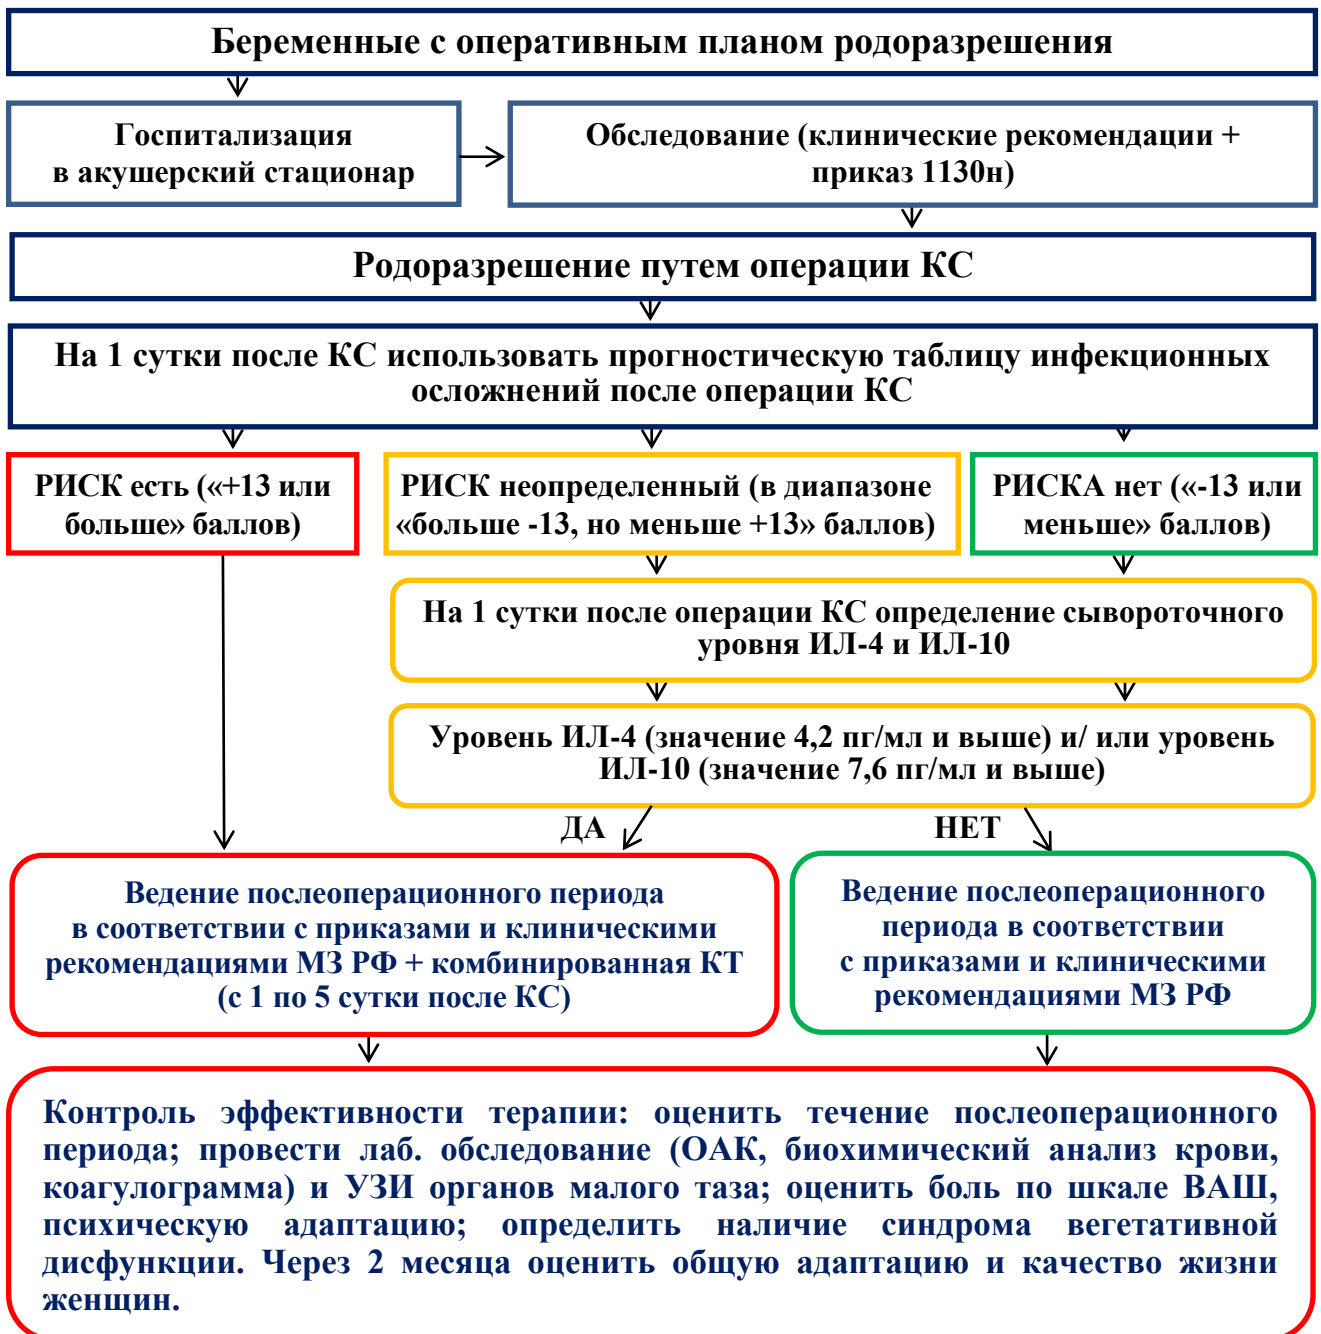 Беременные с оперативным планом родоразрешения
Госпитализация
в акушерский стационар
Обследование (клинические рекомендации +
приказ 1130н)
Родоразрешение путем операции КС
На 1 сутки после КС использовать прогностическую таблицу инфекционных
осложнений после операции КС
РИСК есть («+13 или
больше» баллов)
РИСК неопределенный (в диапазоне
«больше -13, но меньше +13» баллов)
РИСКА нет («-13 или
меньше» баллов)
На 1 сутки после операции КС определение сывороточного
уровня ИЛ-4 и ИЛ-10
Уровень ИЛ-4 (значение 4,2 пг/мл и выше) и/ или уровень
ИЛ-10 (значение 7,6 пг/мл и выше)
ДА
НЕТ
Ведение послеоперационного периода
в соответствии с приказами и клиническими
рекомендациями МЗ РФ + комбинированная КТ
(с 1 по 5 сутки после КС)
Ведение послеоперационного
периода в соответствии
с приказами и клиническими
рекомендациями МЗ РФ
Контроль эффективности терапии: оценить течение послеоперационного
периода; провести лаб. обследование (ОАК, биохимический анализ крови,
коагулограмма) и УЗИ органов малого таза; оценить боль по шкале ВАШ,
психическую адаптацию; определить наличие синдрома вегетативной
дисфункции. Через 2 месяца оценить общую адаптацию и качество жизни
женщин.